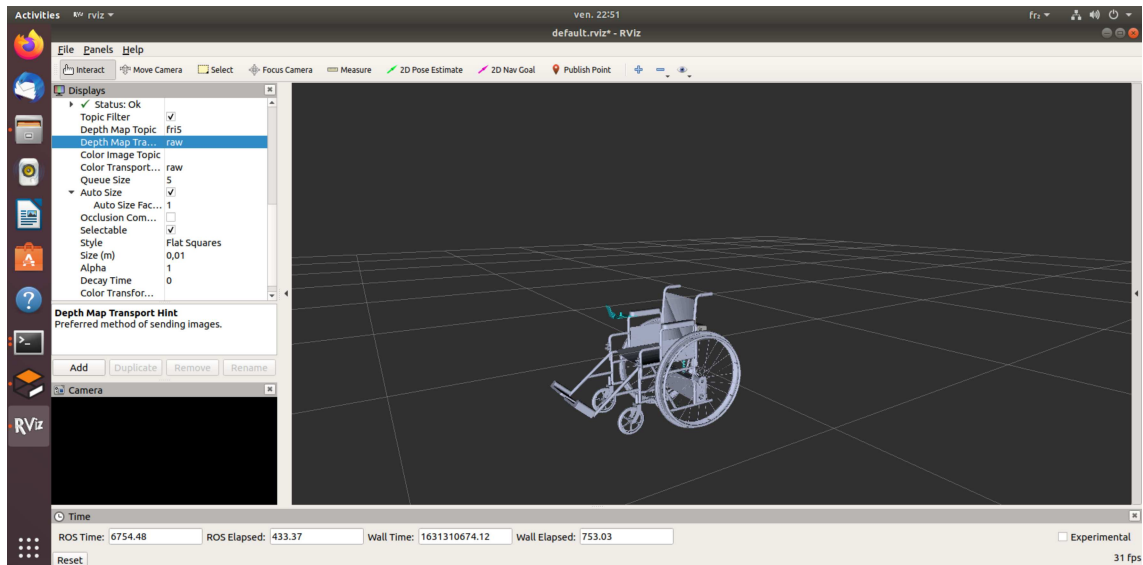 Activities RViz rviz ven. 22:51 fr₂
default.rviz* - RViz
File Panels Help
Interact Move Camera Select Focus Camera Measure 2D Pose Estimate 2D Nav Goal Publish Point
Displays
Status: Ok
Topic Filter
Depth Map Topic fri5
Depth Map Tra... raw
Color Image Topic
Color Transport... raw
Queue Size 5
Auto Size
Auto Size Fac... 1
Occlusion Com...
Selectable
Style Flat Squares
Size (m) 0,01
Alpha 1
Decay Time 0
Color Transfor...
Depth Map Transport Hint
Preferred method of sending images.
Add Duplicate Remove Rename
Camera
RViz
Time
ROS Time: 6754.48 ROS Elapsed: 433.37 Wall Time: 1631310674.12 Wall Elapsed: 753.03 Experimental
Reset 31 fps